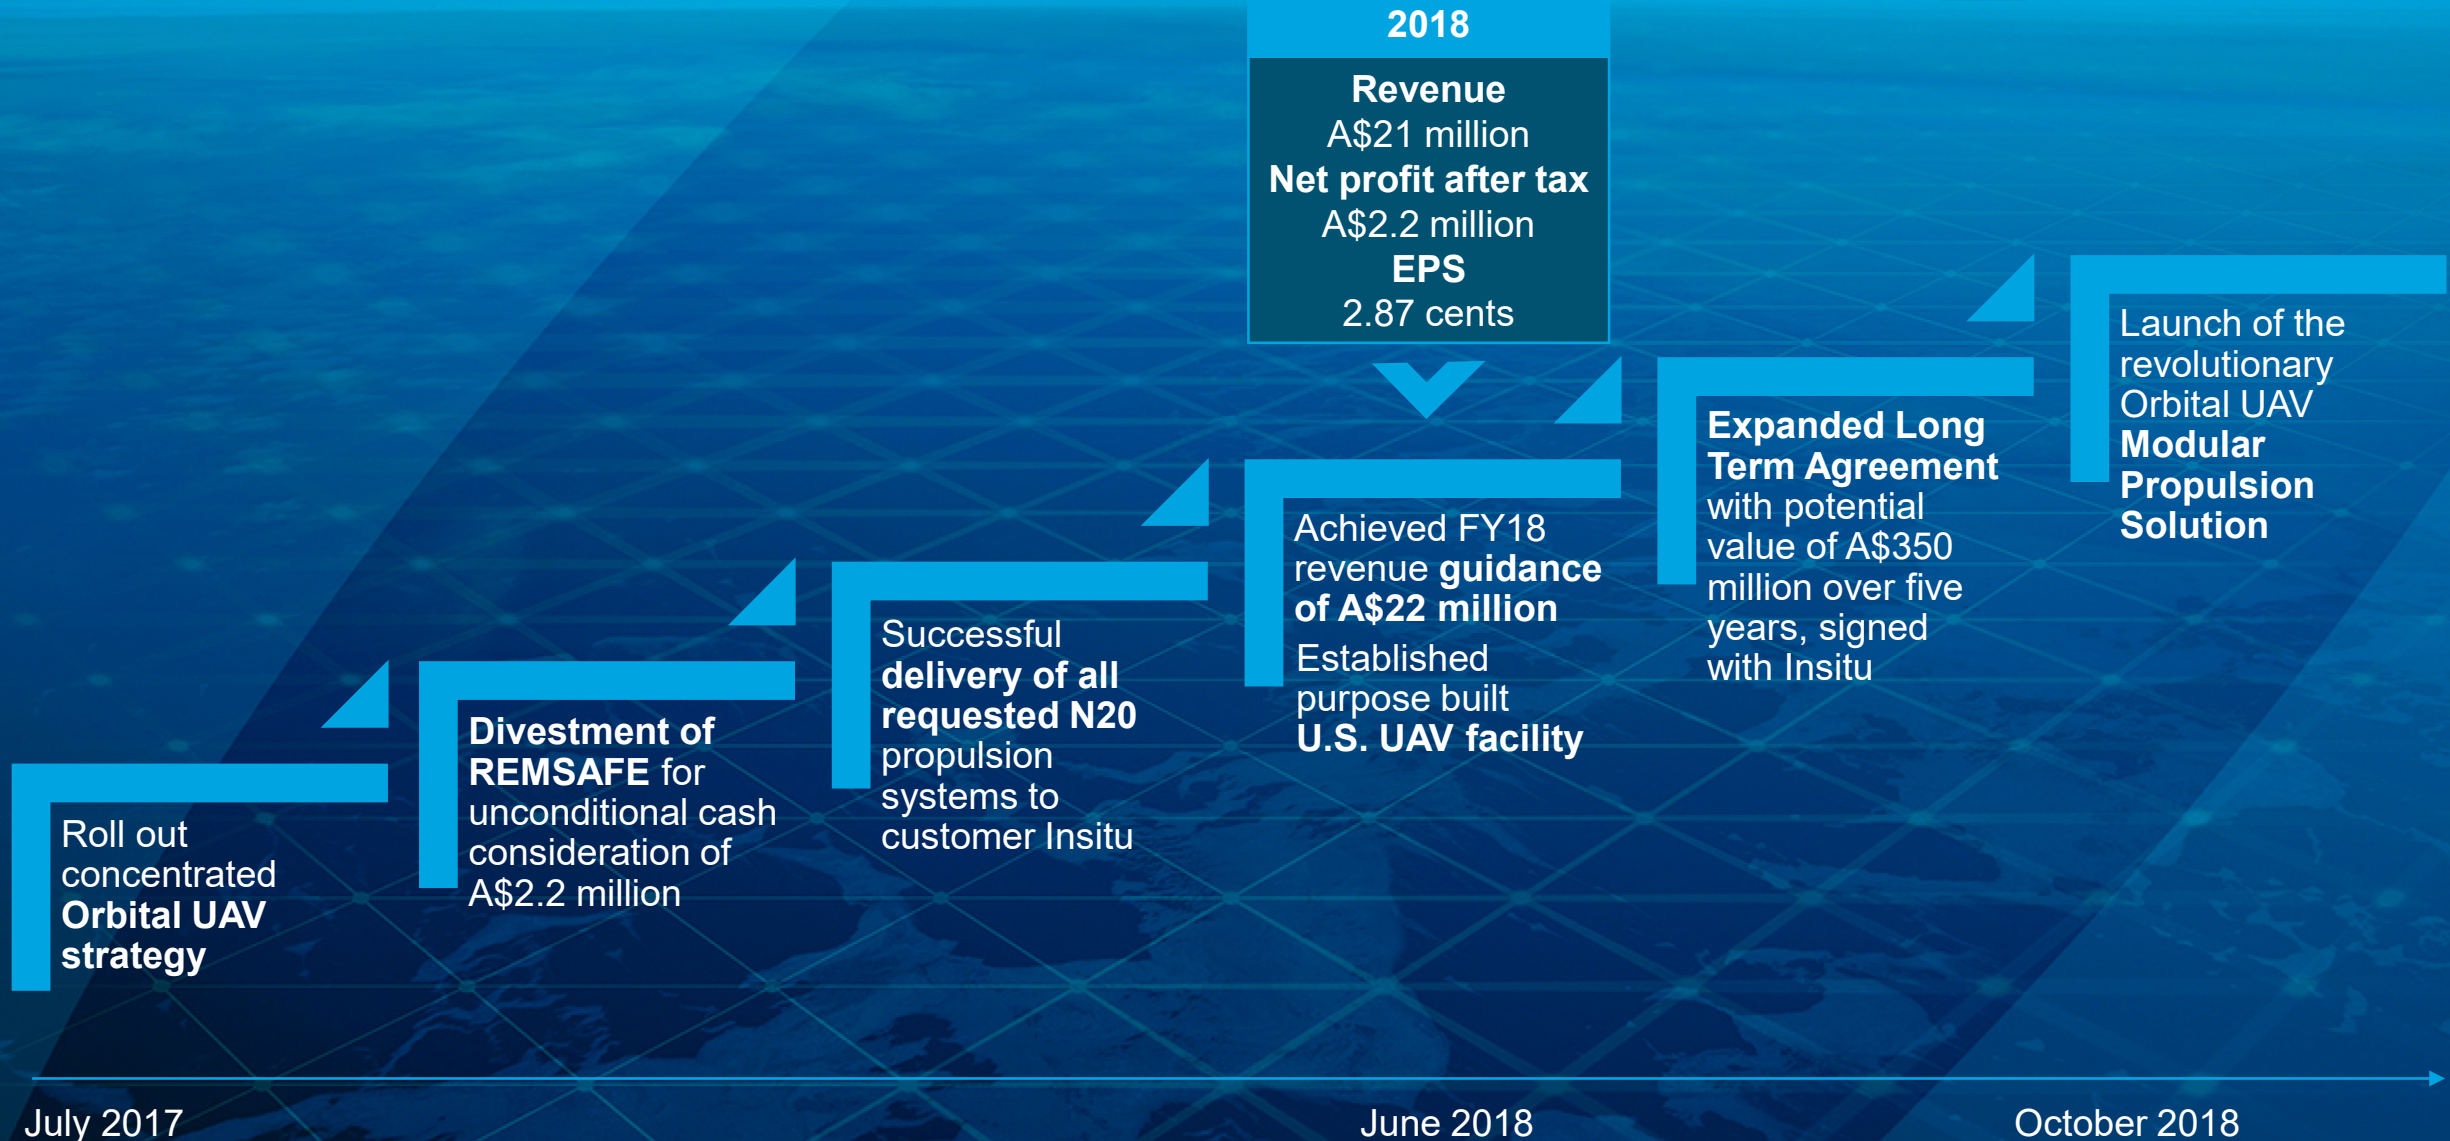 2018
Revenue
A$21 million
Net profit after tax
A$2.2 million
EPS
2.87 cents
Roll out
concentrated
Orbital UAV
strategy
Divestment of
REMSAFE for
unconditional cash
consideration of
A$2.2 million
Successful
delivery of all
requested N20
propulsion
systems to
customer Insitu
Achieved FY18
revenue guidance
of A$22 million
Established
purpose built
U.S. UAV facility
Expanded Long
Term Agreement
with potential
value of A$350
million over five
years, signed
with Insitu
Launch of the
revolutionary
Orbital UAV
Modular
Propulsion
Solution
July 2017
June 2018
October 2018